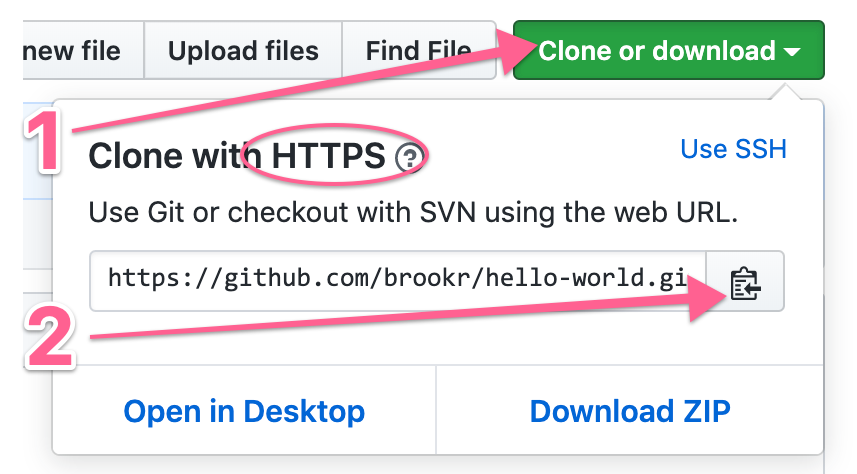 new file
Upload files
Find File
Clone or download
1
Clone with HTTPS ?
Use SSH
Use Git or checkout with SVN using the web URL.
https://github.com/brookr/hello-world.gi
2
Open in Desktop
Download ZIP